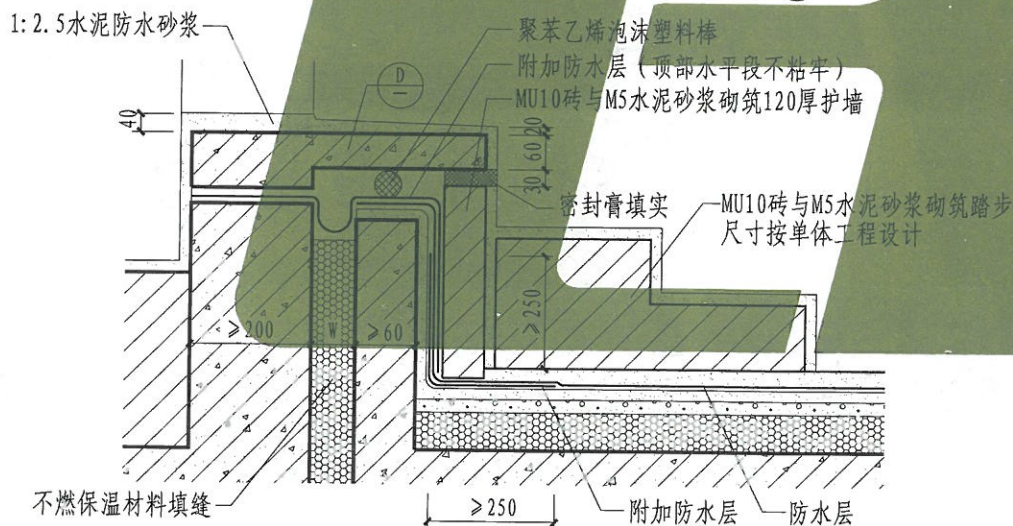 1:2.5水泥防水砂浆
聚苯乙烯泡沫塑料棒
附加防水层（顶部水平段不粘牢）
MU10砖与M5水泥砂浆砌筑120厚护墙
D
40
20
60
30
密封膏填实
MU10砖与M5水泥砂浆砌筑踏步
尺寸按单体工程设计
≥250
≥200
W
≥60
不燃保温材料填缝
≥250
附加防水层
防水层